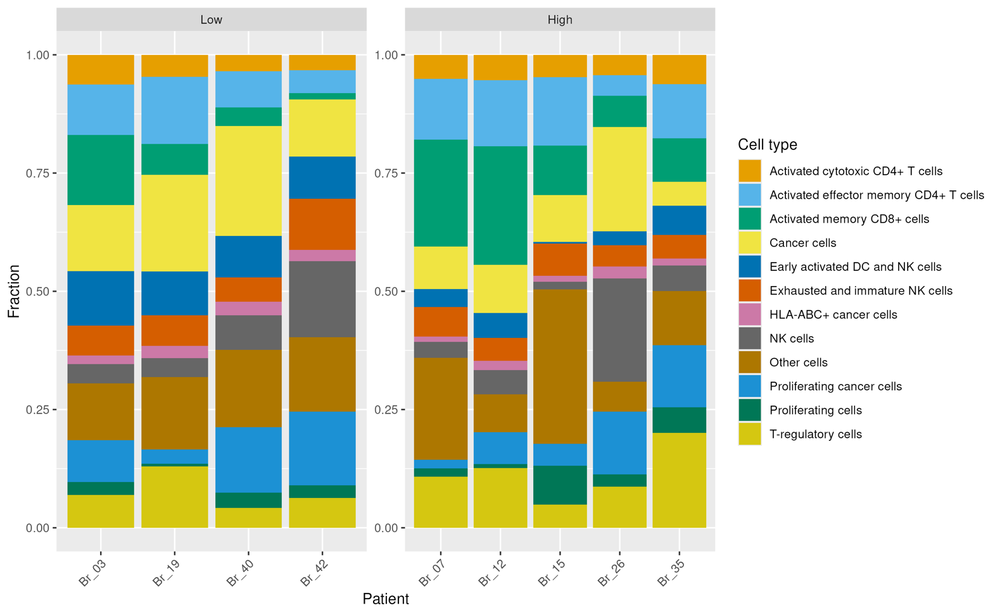 Low
High
1.00
0.75
0.50
0.25
0.00
1.00
0.75
0.50
0.25
0.00
Fraction
Br_03
Br_19
Br_40
Br_42
Br_07
Br_12
Br_15
Br_26
Br_35
Patient
Cell type
Activated cytotoxic CD4+ T cells
Activated effector memory CD4+ T cells
Activated memory CD8+ cells
Cancer cells
Early activated DC and NK cells
Exhausted and immature NK cells
HLA-ABC+ cancer cells
NK cells
Other cells
Proliferating cancer cells
Proliferating cells
T-regulatory cells